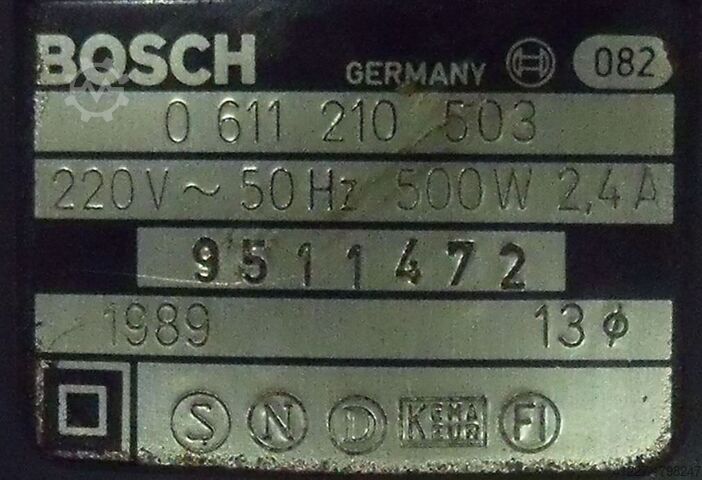 BOSCH GERMANY 082
0 611 210 503
220V ~ 50Hz 500W 2,4A
9511472
1989 13 ϕ
S N D KEMA KEUR FI